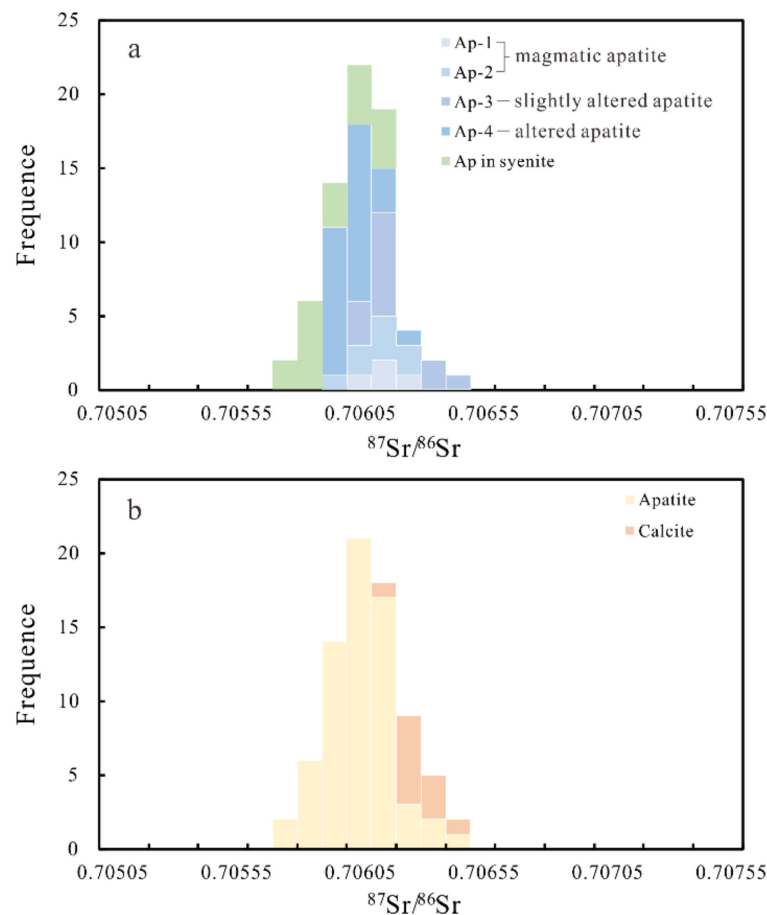 25
20
15
10
5
0
Frequence
a
Ap-1
Ap-2
magmatic apatite
Ap-3 — slightly altered apatite
Ap-4 — altered apatite
Ap in syenite
0.70505 0.70555 0.70605 0.70655 0.70705 0.70755
⁸⁷Sr/⁸⁶Sr
25
20
15
10
5
0
Frequence
b
Apatite
Calcite
0.70505 0.70555 0.70605 0.70655 0.70705 0.70755
⁸⁷Sr/⁸⁶Sr